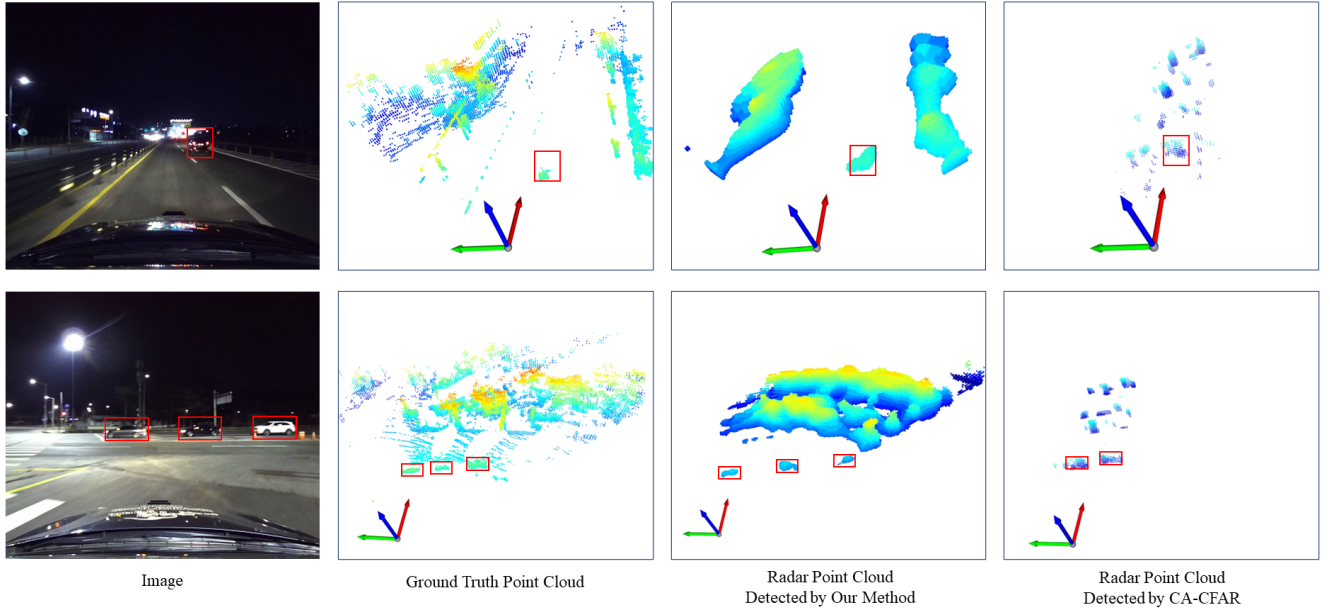 Image
Ground Truth Point Cloud
Radar Point Cloud
Detected by Our Method
Radar Point Cloud
Detected by CA-CFAR